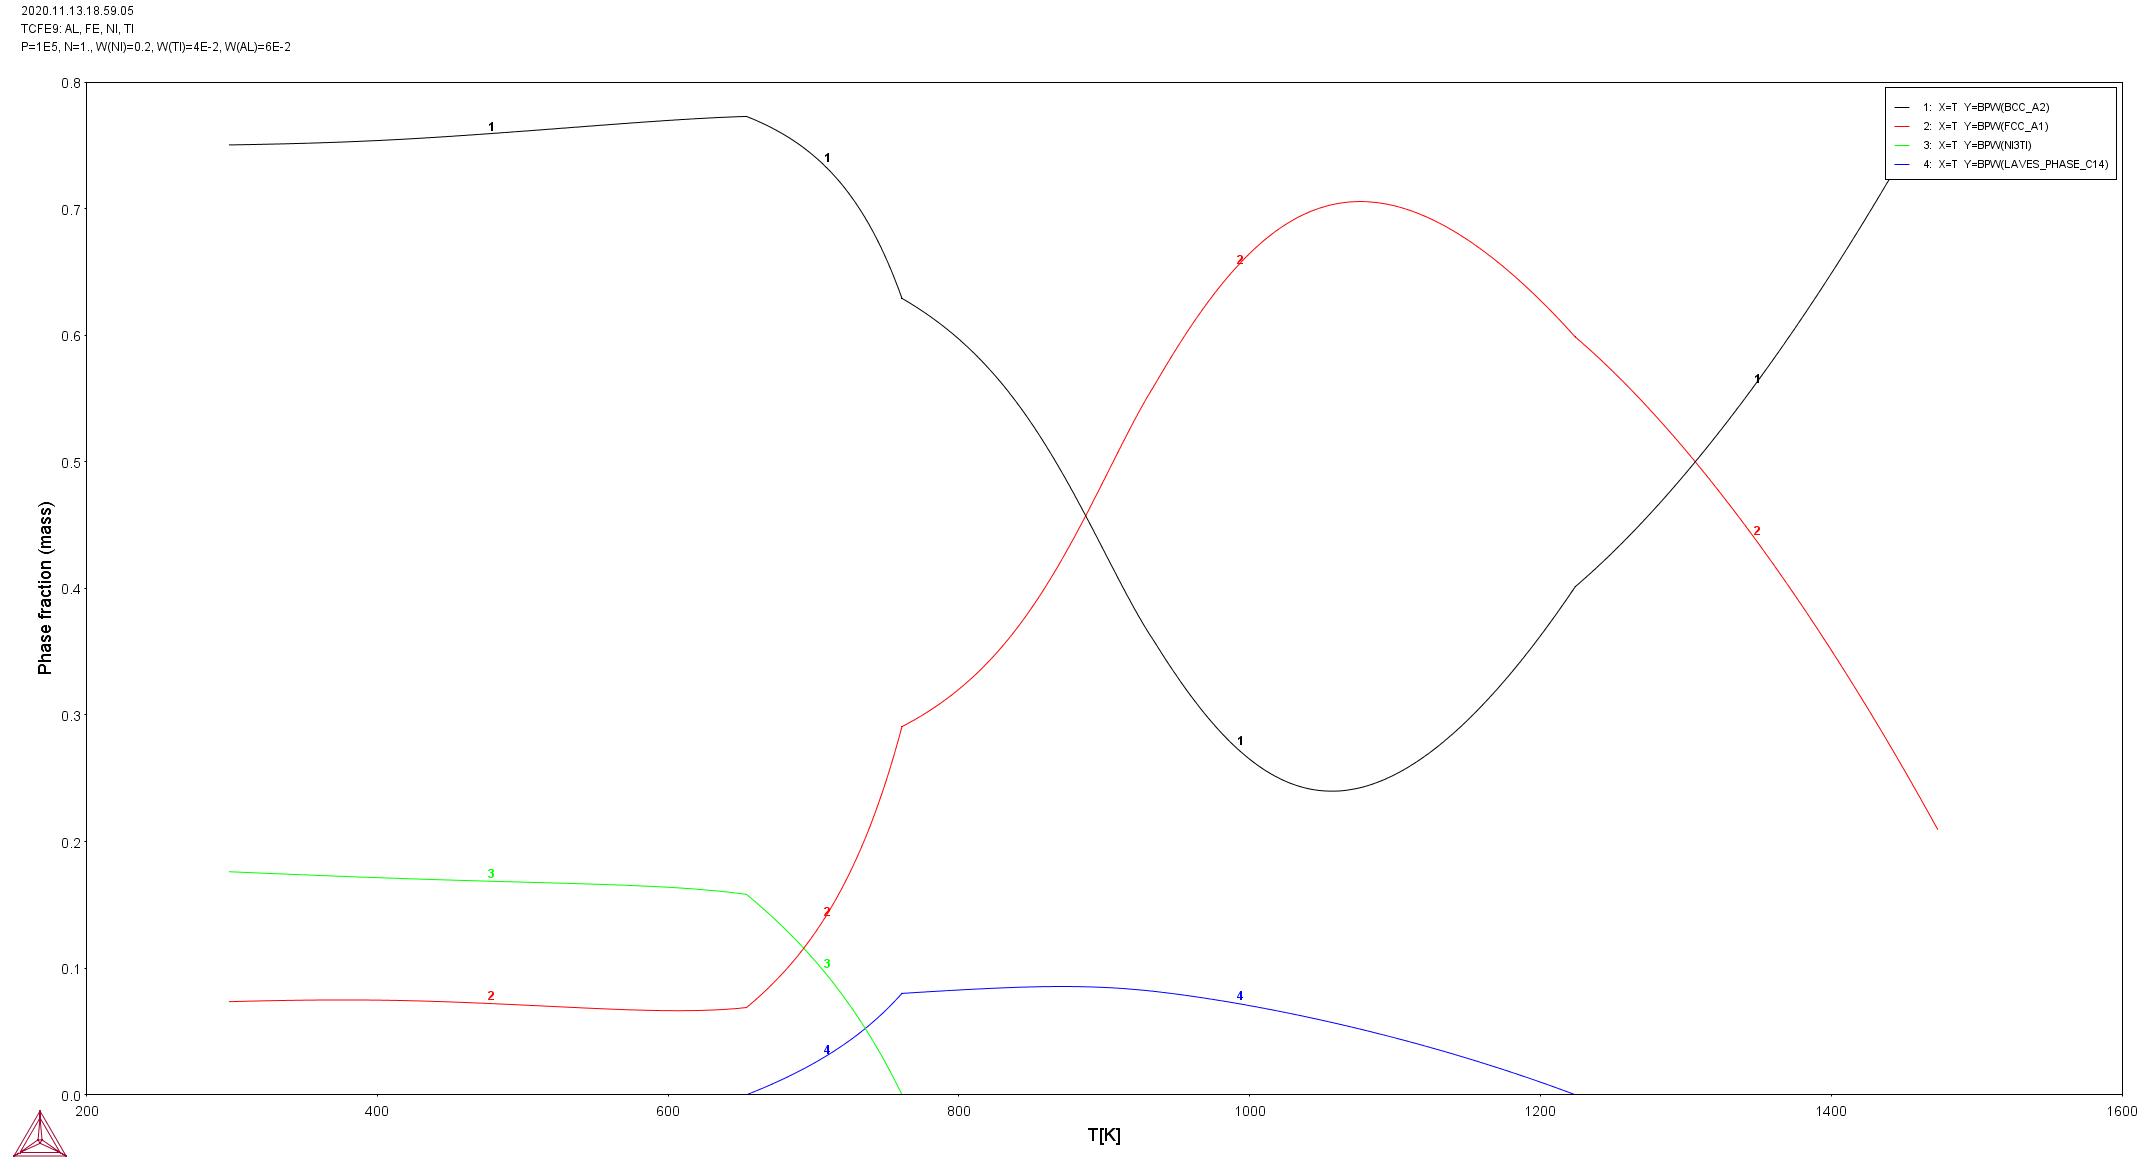 2020.11.13.18.59.05
TCFE9: AL, FE, NI, TI
P=1E5, N=1., W(NI)=0.2, W(TI)=4E-2, W(AL)=6E-2
0.8
0.7
0.6
0.5
0.4
0.3
0.2
0.1
0.0
Phase fraction (mass)
1: X=T Y=BPW(BCC_A2)
2: X=T Y=BPW(FCC_A1)
3: X=T Y=BPW(NI3TI)
4: X=T Y=BPW(LAVES_PHASE_C14)
1
1
2
1
2
1
3
2
3
2
4
4
200 400 600 800 1000 1200 1400 1600
T[K]